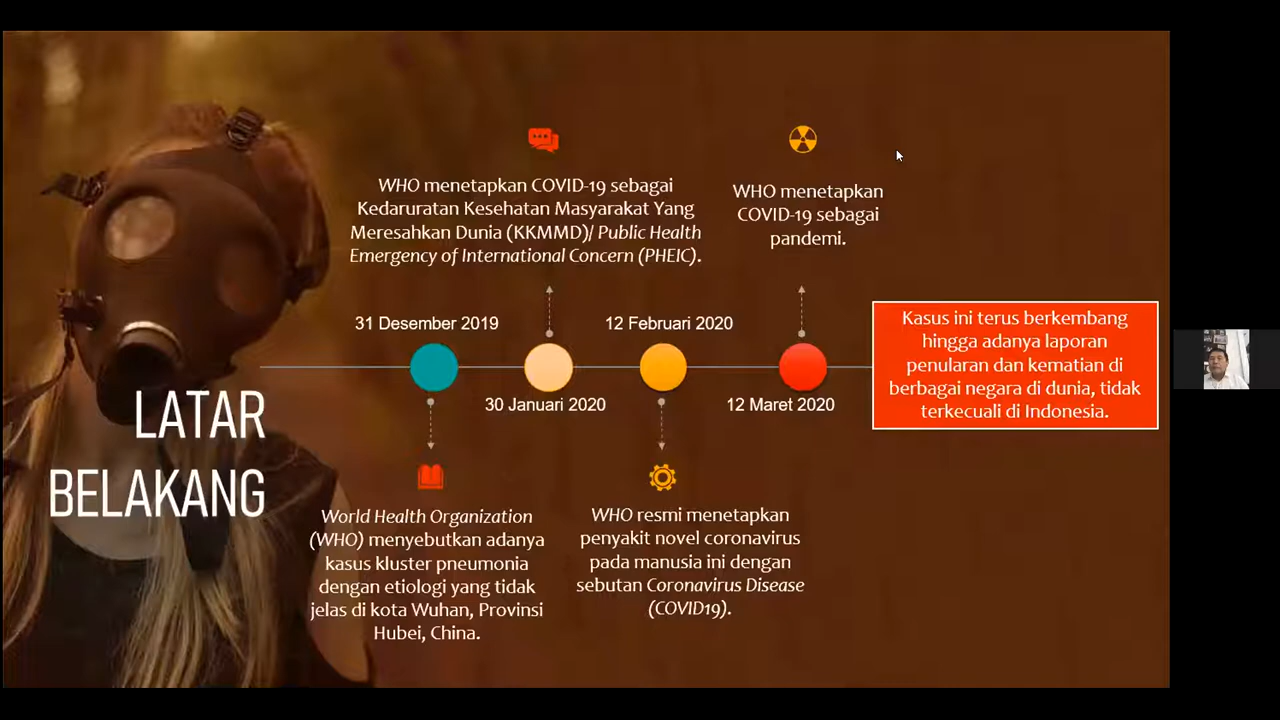 LATAR
BELAKANG
WHO menetapkan COVID-19 sebagai
Kedaruratan Kesehatan Masyarakat Yang
Meresahkan Dunia (KKMMD)/ Public Health
Emergency of International Concern (PHEIC).
WHO menetapkan
COVID-19 sebagai
pandemi.
31 Desember 2019
12 Februari 2020
30 Januari 2020
12 Maret 2020
Kasus ini terus berkembang
hingga adanya laporan
penularan dan kematian di
berbagai negara di dunia, tidak
terkecuali di Indonesia.
World Health Organization
(WHO) menyebutkan adanya
kasus kluster pneumonia
dengan etiologi yang tidak
jelas di kota Wuhan, Provinsi
Hubei, China.
WHO resmi menetapkan
penyakit novel coronavirus
pada manusia ini dengan
sebutan Coronavirus Disease
(COVID19).